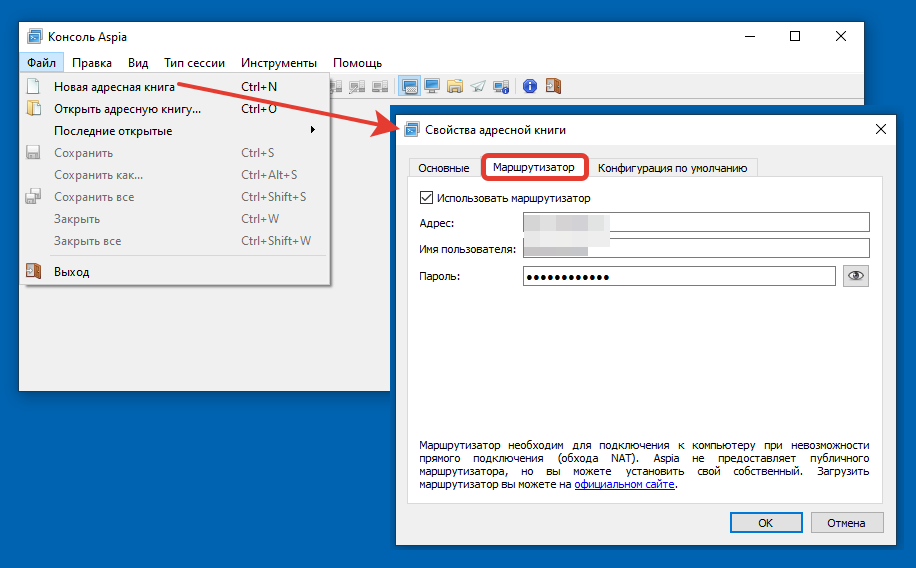 Консоль Aspia
Файл Правка Вид Тип сессии Инструменты Помощь
Новая адресная книга Ctrl+N
Открыть адресную книгу... Ctrl+O
Последние открытые
Сохранить Ctrl+S
Сохранить как... Ctrl+Alt+S
Сохранить все Ctrl+Shift+S
Закрыть Ctrl+W
Закрыть все Ctrl+Shift+W
Выход
Свойства адресной книги
Основные Маршрутизатор Конфигурация по умолчанию
Использовать маршрутизатор
Адрес:
Имя пользователя:
Пароль: ●●●●●●●●●●●●
Маршрутизатор необходим для подключения к компьютеру при невозможности
прямого подключения (обхода NAT). Aspia не предоставляет публичного
маршрутизатора, но вы можете установить свой собственный. Загрузить
маршрутизатор вы можете на официальном сайте.
OK Отмена